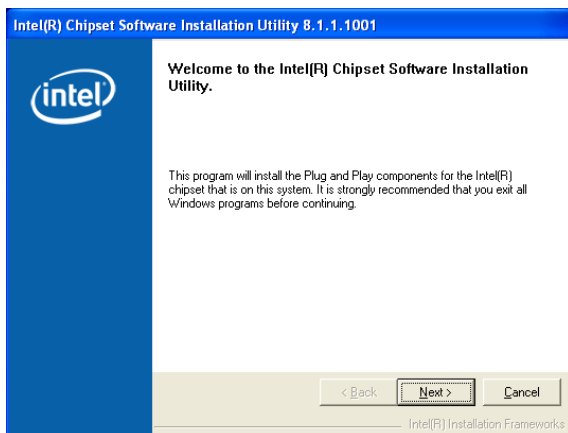 Intel(R) Chipset Software Installation Utility 8.1.1.1001
intel
Welcome to the Intel(R) Chipset Software Installation
Utility.
This program will install the Plug and Play components for the Intel(R)
chipset that is on this system. It is strongly recommended that you exit all
Windows programs before continuing.
< Back
Next >
Cancel
Intel(R) Installation Frameworks